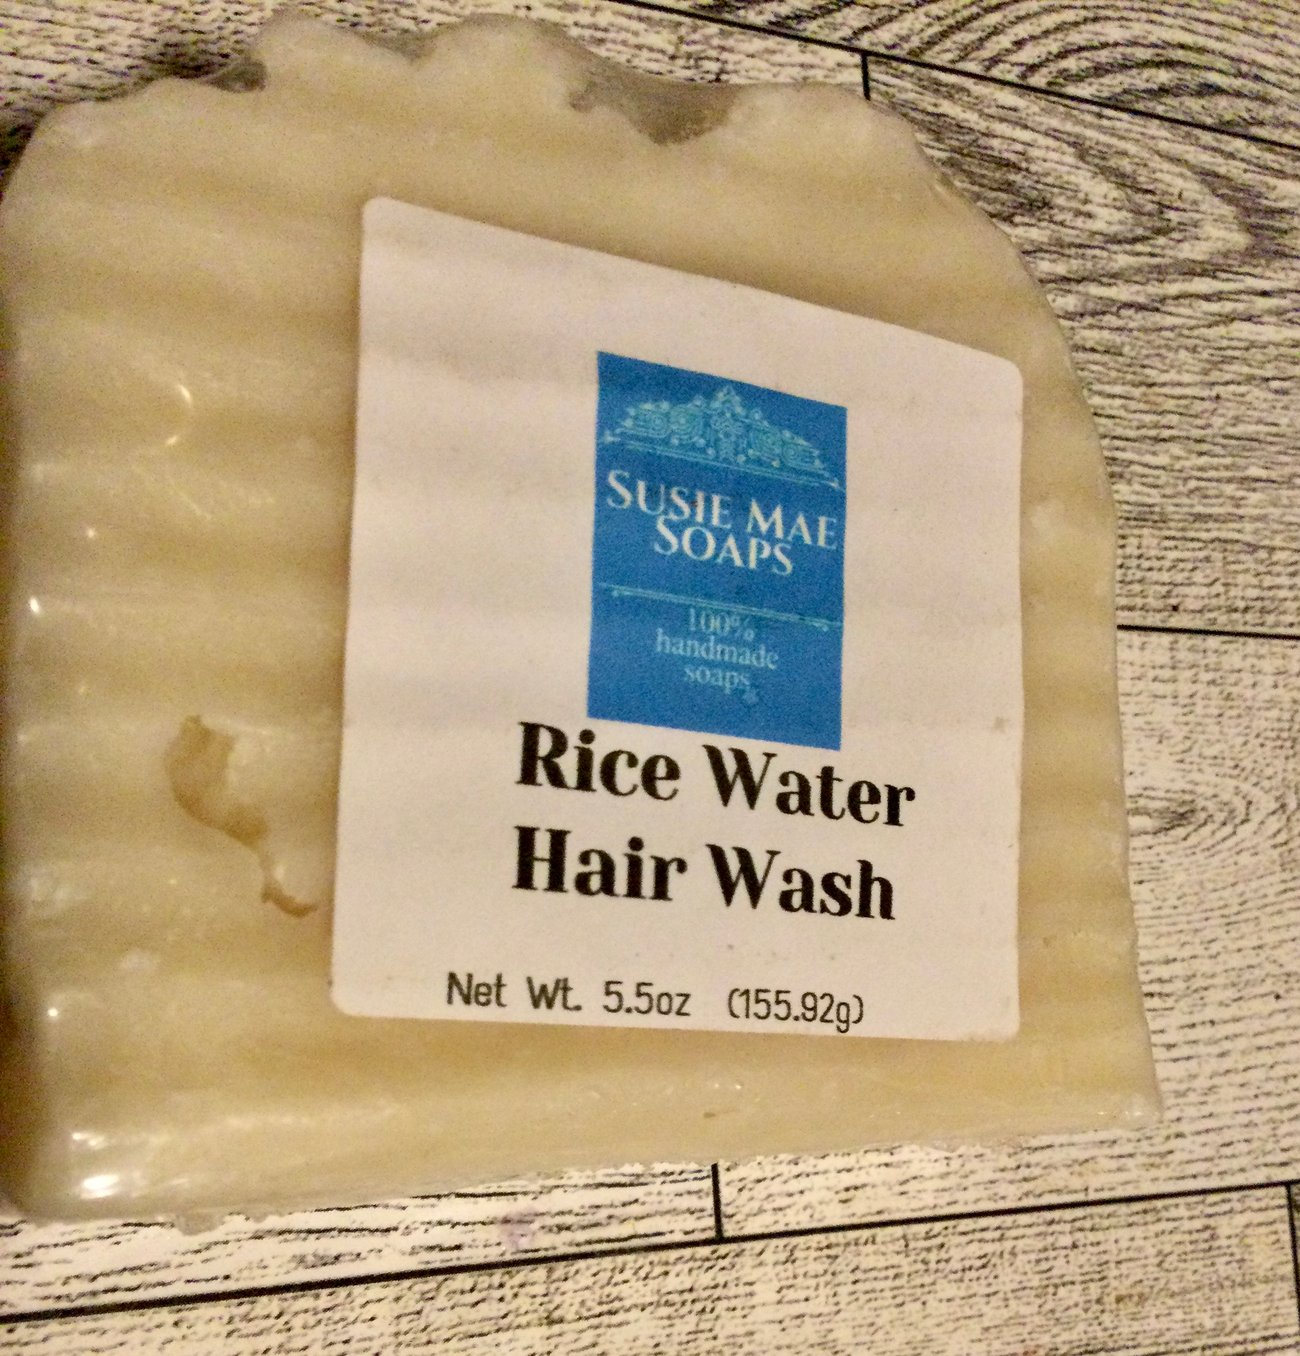 SUSIE MAE
SOAPS
100%
handmade
soaps
Rice Water
Hair Wash
Net Wt. 5.5oz (155.92g)